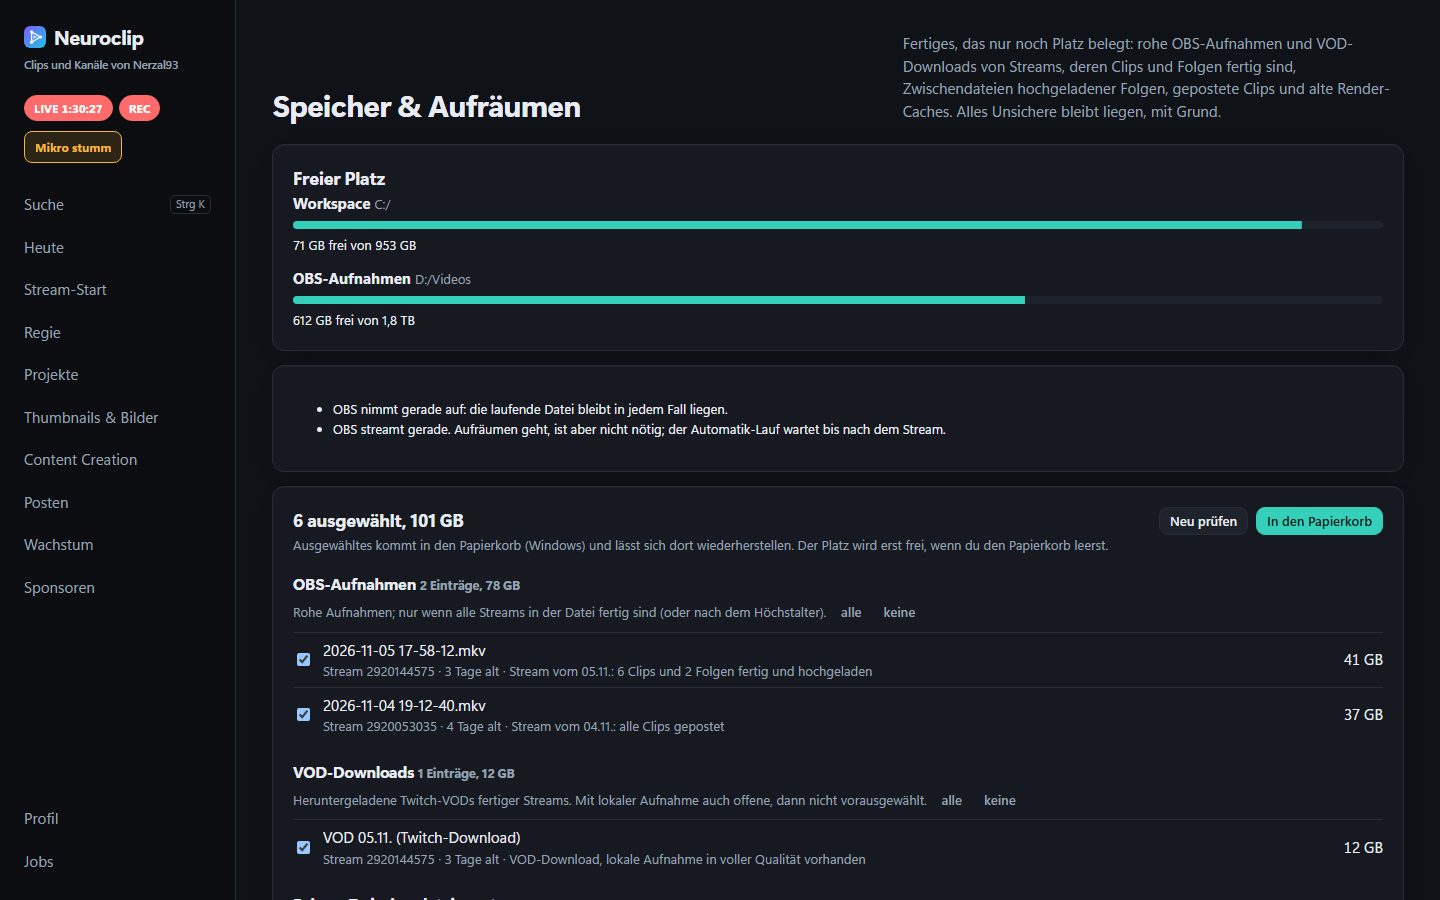 Neuroclip
Clips und Kanäle von Nerzal93
LIVE 1:30:27
REC
Mikro stumm
Suche
Strg K
Heute
Stream-Start
Regie
Projekte
Thumbnails & Bilder
Content Creation
Posten
Wachstum
Sponsoren
Profil
Jobs
Speicher & Aufräumen
Fertiges, das nur noch Platz belegt: rohe OBS-Aufnahmen und VOD-
Downloads von Streams, deren Clips und Folgen fertig sind,
Zwischendateien hochgeladener Folgen, gepostete Clips und alte Render-
Caches. Alles Unsichere bleibt liegen, mit Grund.
Freier Platz
Workspace C:/
71 GB frei von 953 GB
OBS-Aufnahmen D:/Videos
612 GB frei von 1,8 TB
OBS nimmt gerade auf: die laufende Datei bleibt in jedem Fall liegen.
OBS streamt gerade. Aufräumen geht, ist aber nicht nötig; der Automatik-Lauf wartet bis nach dem Stream.
6 ausgewählt, 101 GB
Neu prüfen
In den Papierkorb
Ausgewähltes kommt in den Papierkorb (Windows) und lässt sich dort wiederherstellen. Der Platz wird erst frei, wenn du den Papierkorb leerst.
OBS-Aufnahmen 2 Einträge, 78 GB
Rohe Aufnahmen; nur wenn alle Streams in der Datei fertig sind (oder nach dem Höchstalter). alle keine
2026-11-05 17-58-12.mkv
Stream 2920144575 · 3 Tage alt · Stream vom 05.11.: 6 Clips und 2 Folgen fertig und hochgeladen
41 GB
2026-11-04 19-12-40.mkv
Stream 2920053035 · 4 Tage alt · Stream vom 04.11.: alle Clips gepostet
37 GB
VOD-Downloads 1 Einträge, 12 GB
Heruntergeladene Twitch-VODs fertiger Streams. Mit lokaler Aufnahme auch offene, dann nicht vorausgewählt. alle keine
VOD 05.11. (Twitch-Download)
Stream 2920144575 · 3 Tage alt · VOD-Download, lokale Aufnahme in voller Qualität vorhanden
12 GB